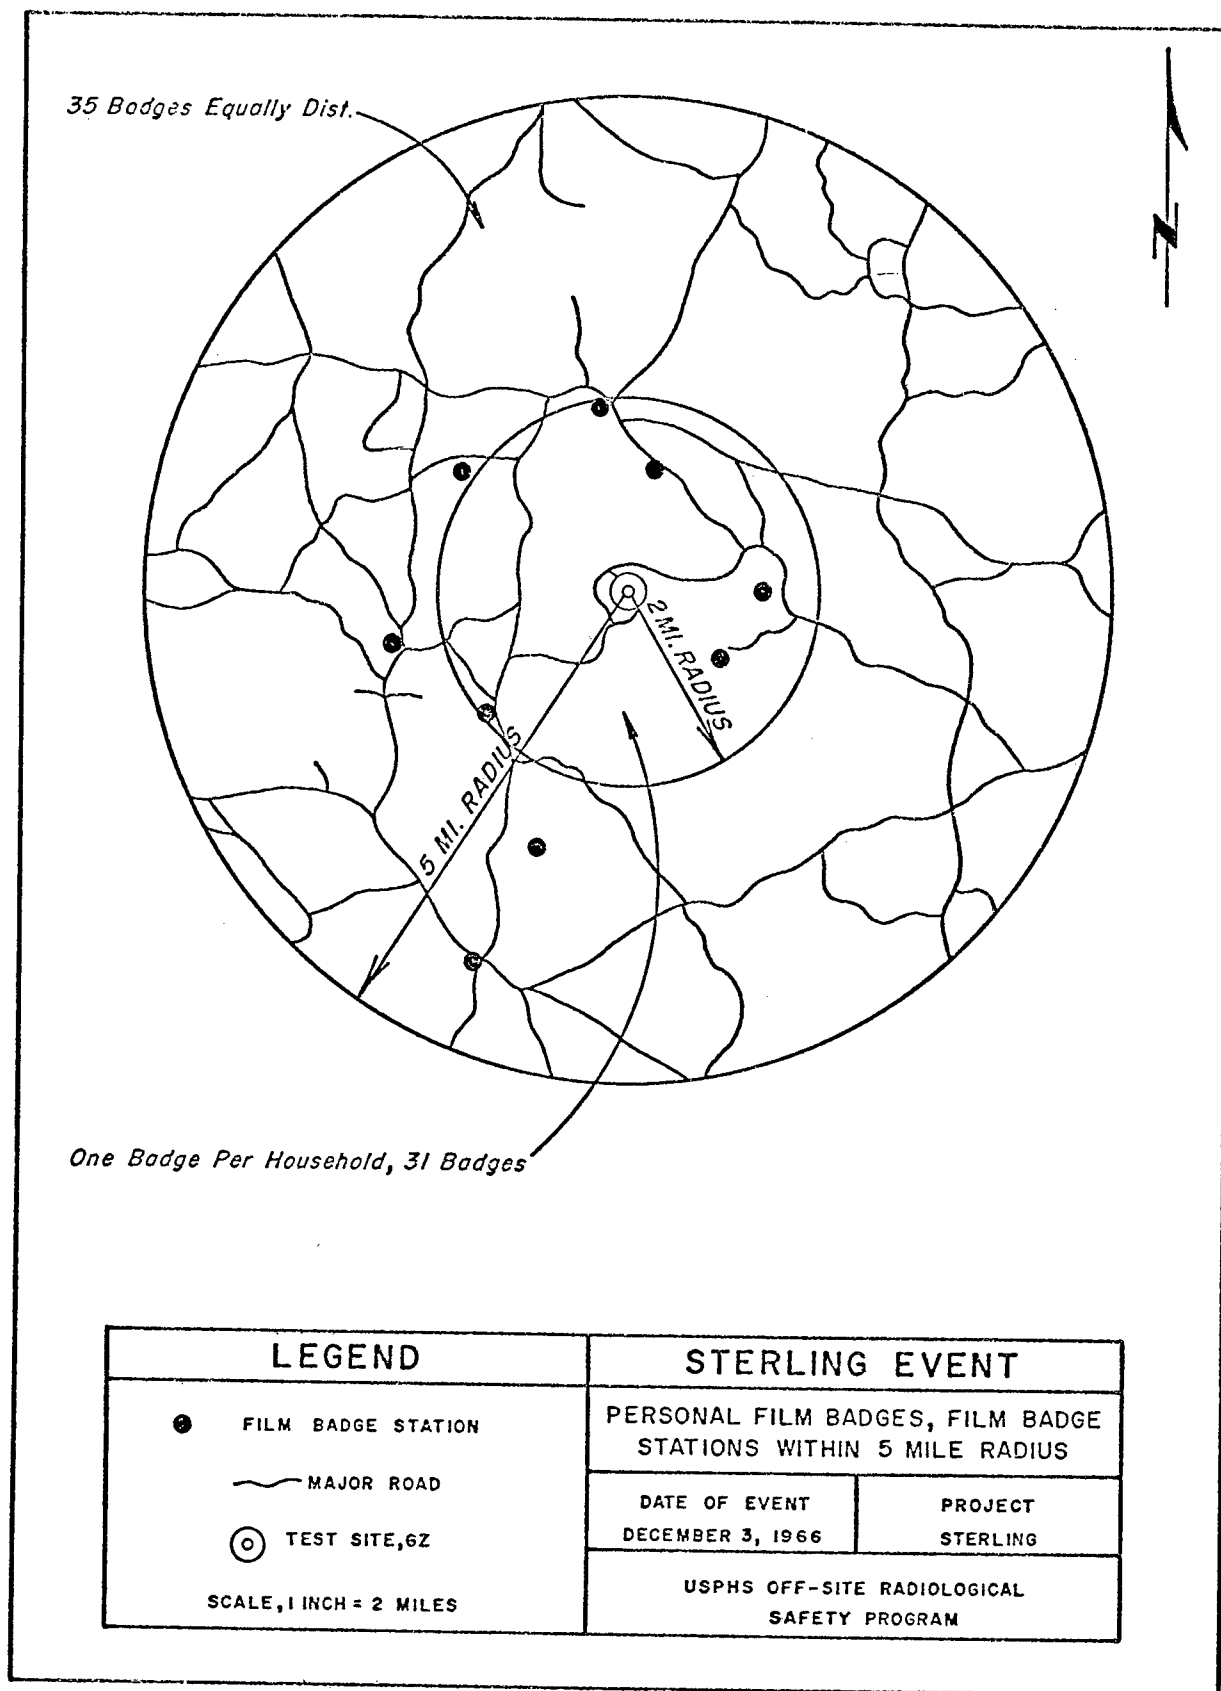 35 Badges Equally Dist.
N
2 MI. RADIUS
5 MI. RADIUS
One Badge Per Household, 31 Badges
LEGEND
FILM BADGE STATION
MAJOR ROAD
TEST SITE, GZ
SCALE, 1 INCH = 2 MILES
STERLING EVENT
PERSONAL FILM BADGES, FILM BADGE
STATIONS WITHIN 5 MILE RADIUS
DATE OF EVENT
DECEMBER 3, 1966
PROJECT
STERLING
USPHS OFF-SITE RADIOLOGICAL
SAFETY PROGRAM